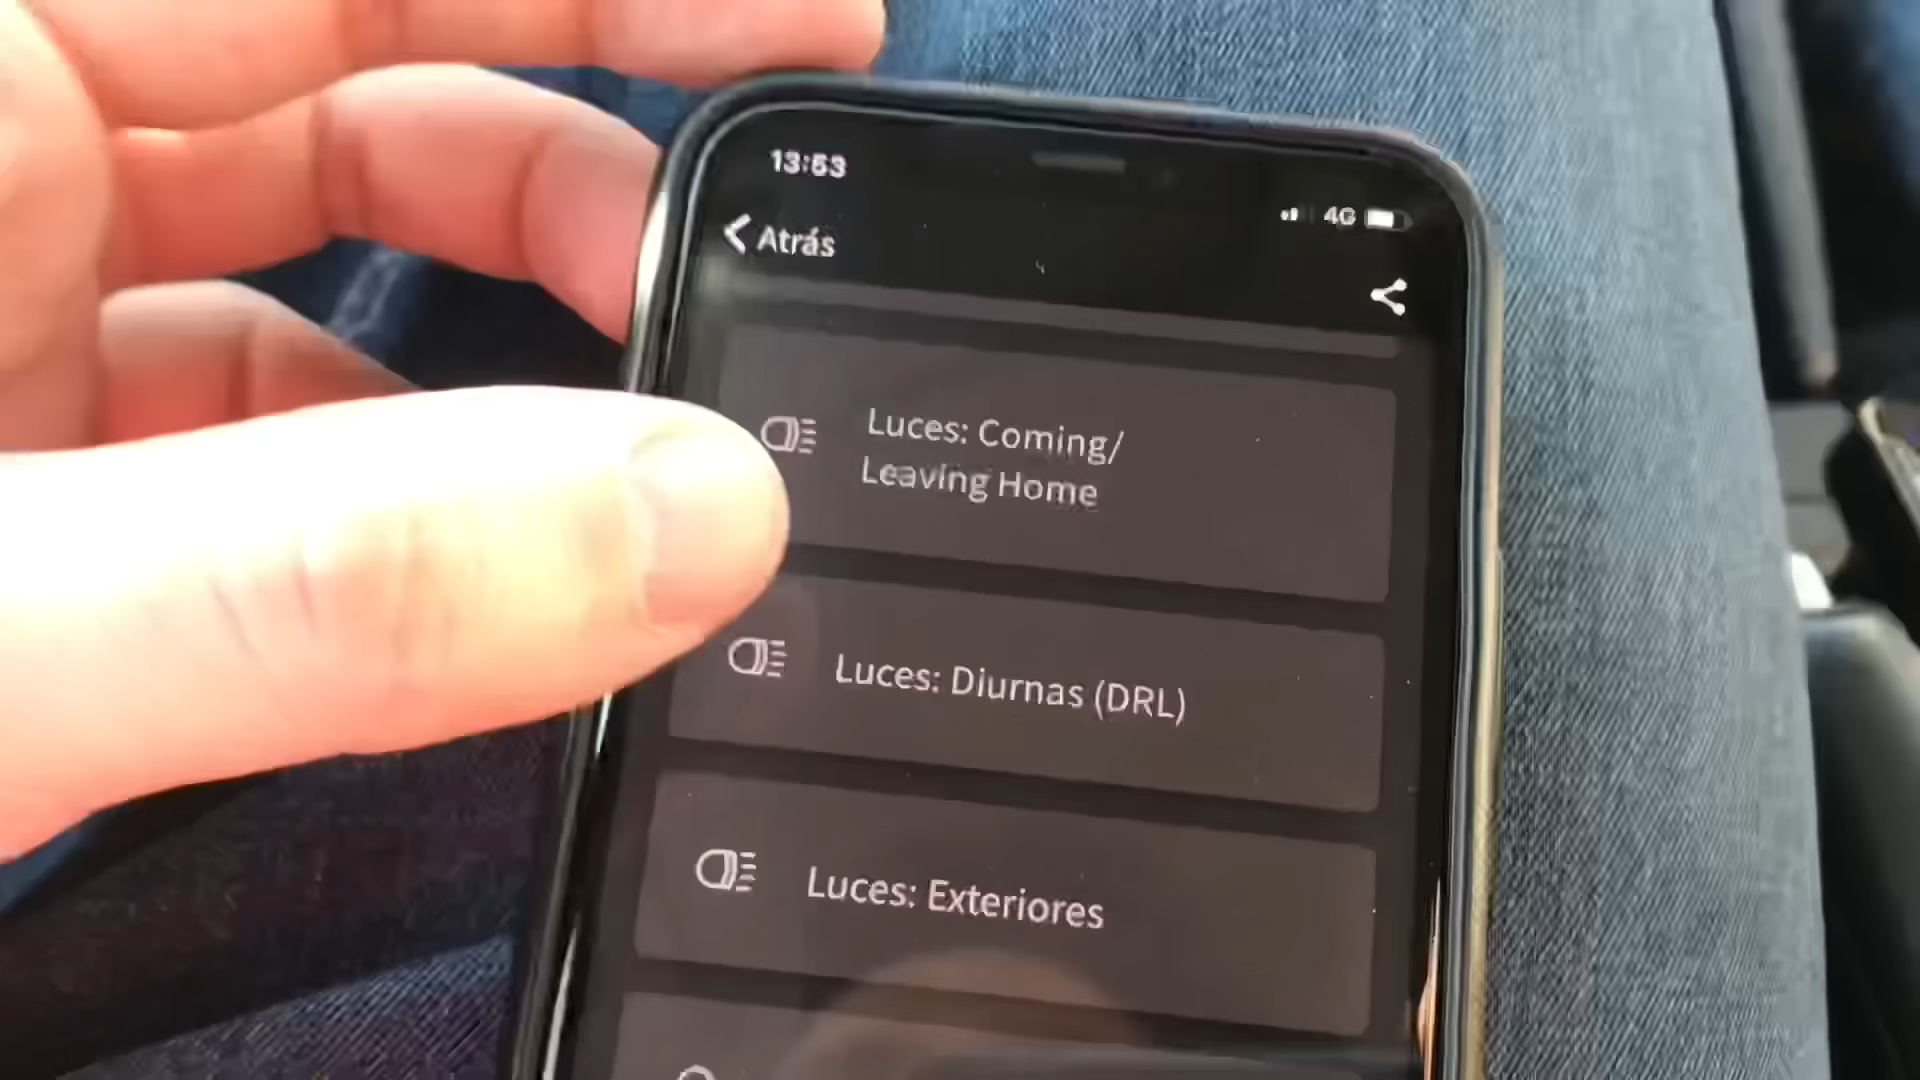 13:53
4G
Atrás
Luces: Coming/
Leaving Home
Luces: Diurnas (DRL)
Luces: Exteriores